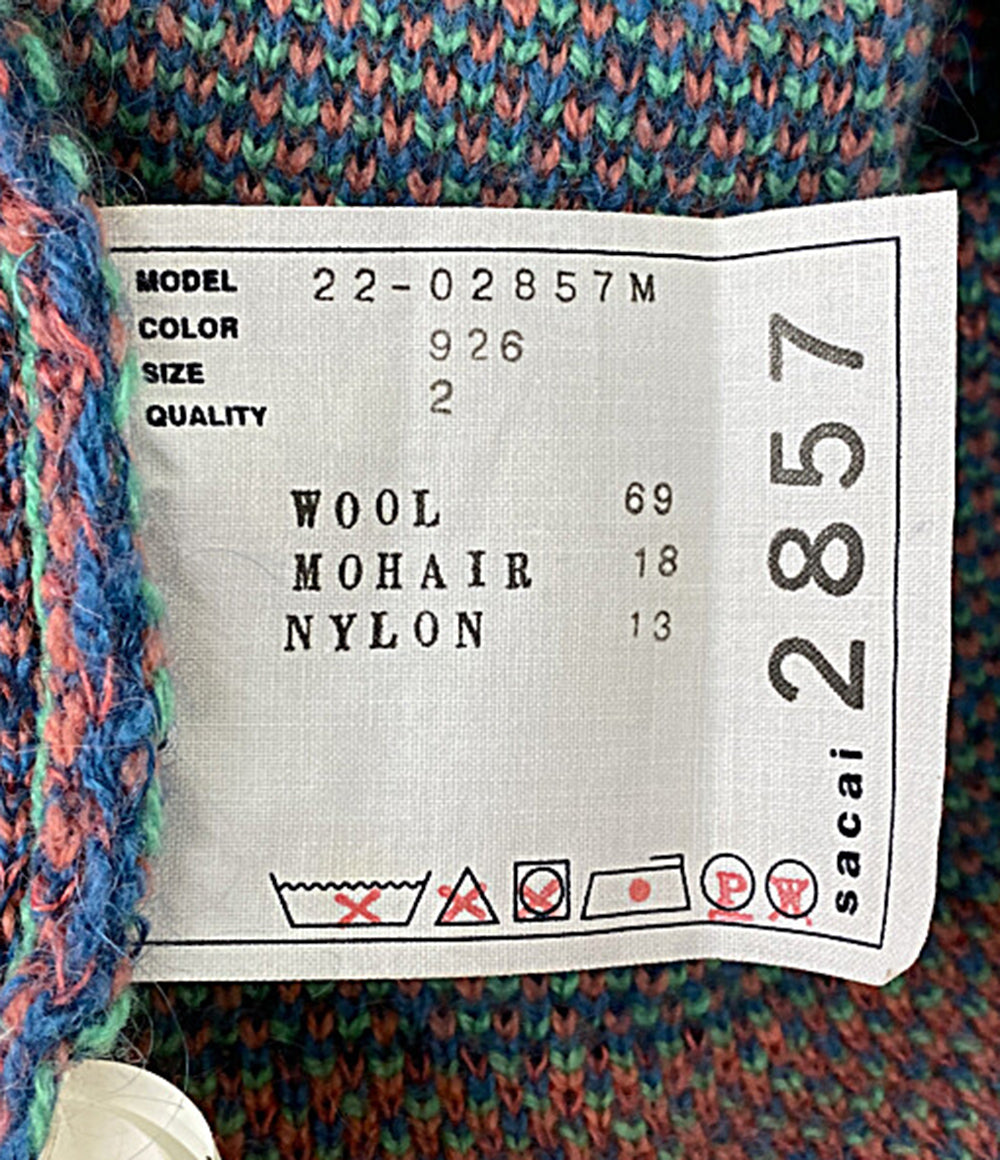 MODEL 22-02857M
COLOR 926
SIZE 2
QUALITY
WOOL 69
MOHAIR 18
NYLON 13
P W
sacai 2857